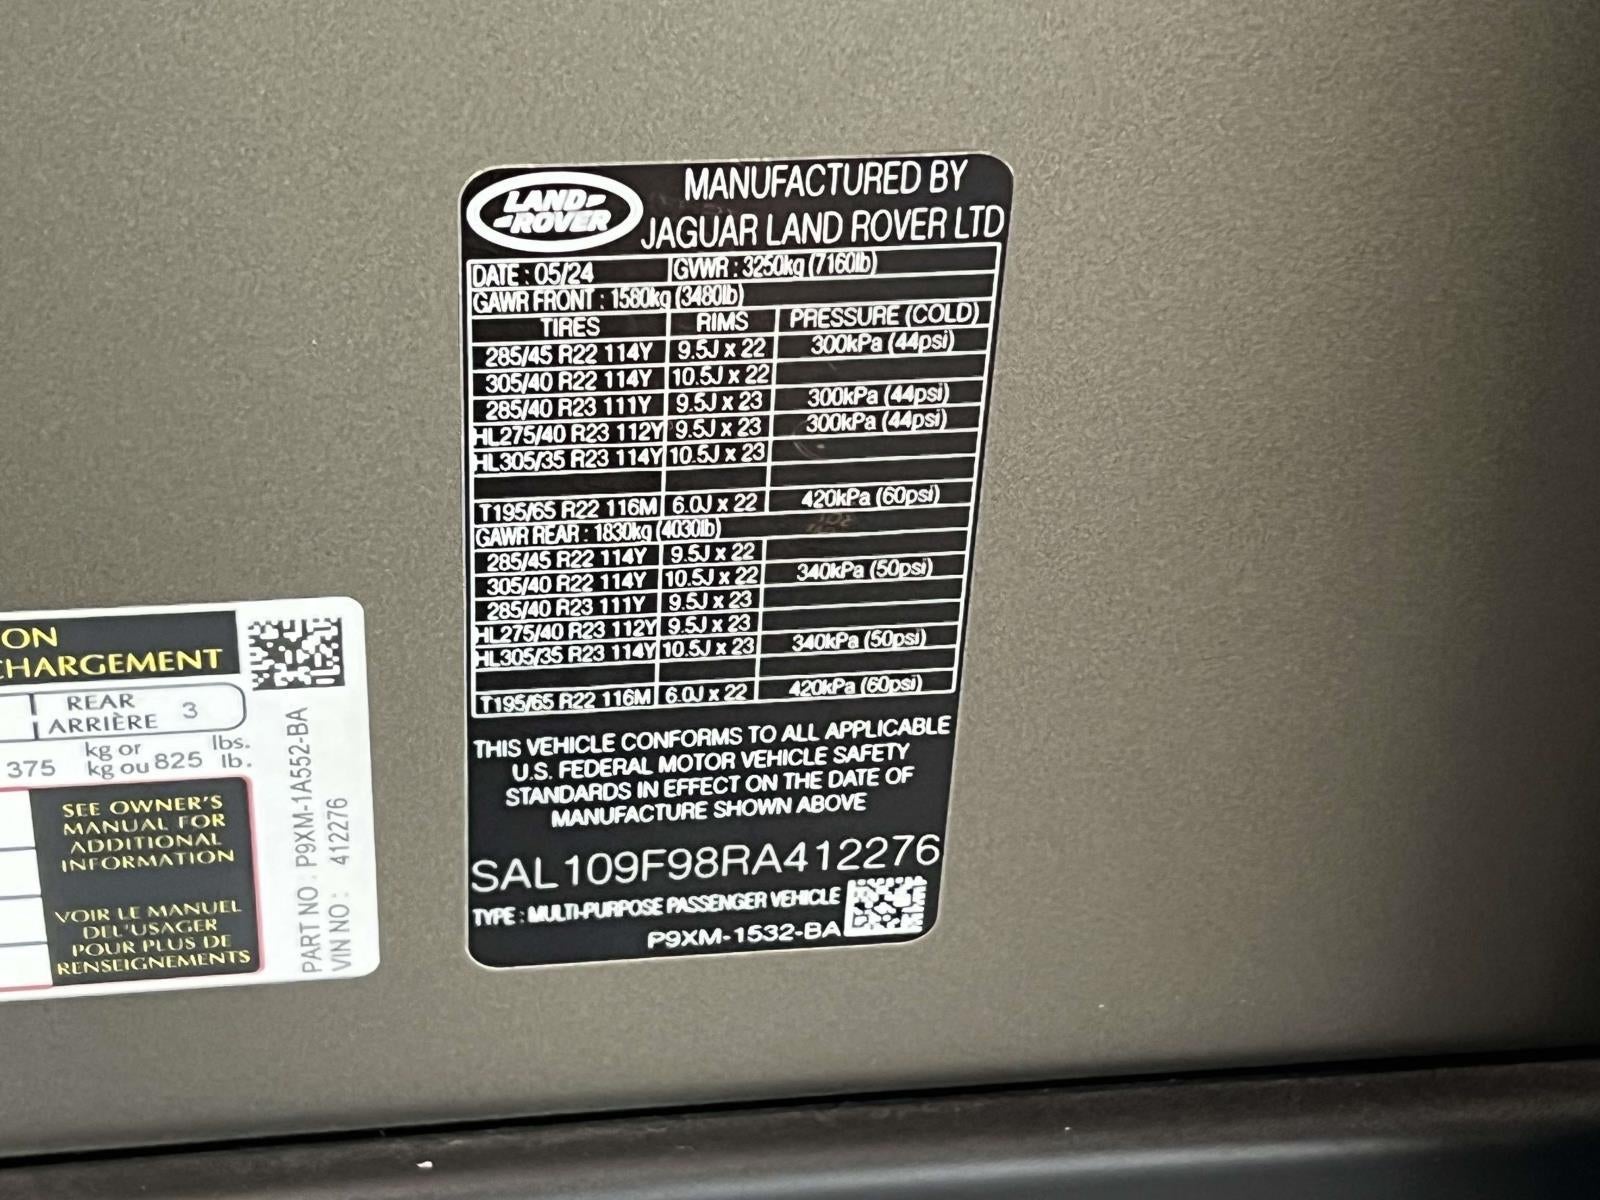 LAND-
-ROVER
MANUFACTURED BY
JAGUAR LAND ROVER LTD
DATE : 05/24 GVWR : 3250kg (7160lb)
GAWR FRONT : 1580kg (3480lb)
TIRES RIMS PRESSURE (COLD)
285/45 R22 114Y 9.5J x 22 300kPa (44psi)
305/40 R22 114Y 10.5J x 22
285/40 R23 111Y 9.5J x 23 300kPa (44psi)
HL275/40 R23 112Y 9.5J x 23 300kPa (44psi)
HL305/35 R23 114Y 10.5J x 23
T195/65 R22 116M 6.0J x 22 420kPa (60psi)
GAWR REAR : 1830kg (4030lb)
285/45 R22 114Y 9.5J x 22
305/40 R22 114Y 10.5J x 22 340kPa (50psi)
285/40 R23 111Y 9.5J x 23
HL275/40 R23 112Y 9.5J x 23
HL305/35 R23 114Y 10.5J x 23 340kPa (50psi)
T195/65 R22 116M 6.0J x 22 420kPa (60psi)
THIS VEHICLE CONFORMS TO ALL APPLICABLE
U.S. FEDERAL MOTOR VEHICLE SAFETY
STANDARDS IN EFFECT ON THE DATE OF
MANUFACTURE SHOWN ABOVE
SAL109F98RA412276
TYPE : MULTI-PURPOSE PASSENGER VEHICLE
P9XM-1532-BA
ON
CHARGEMENT
REAR
ARRIÈRE 3
375 kg or 825 lbs.
kg ou lb.
SEE OWNER'S
MANUAL FOR
ADDITIONAL
INFORMATION
VOIR LE MANUEL
DEL'USAGER
POUR PLUS DE
RENSEIGNEMENTS
PART NO : P9XM-1A552-BA
VIN NO : 412276